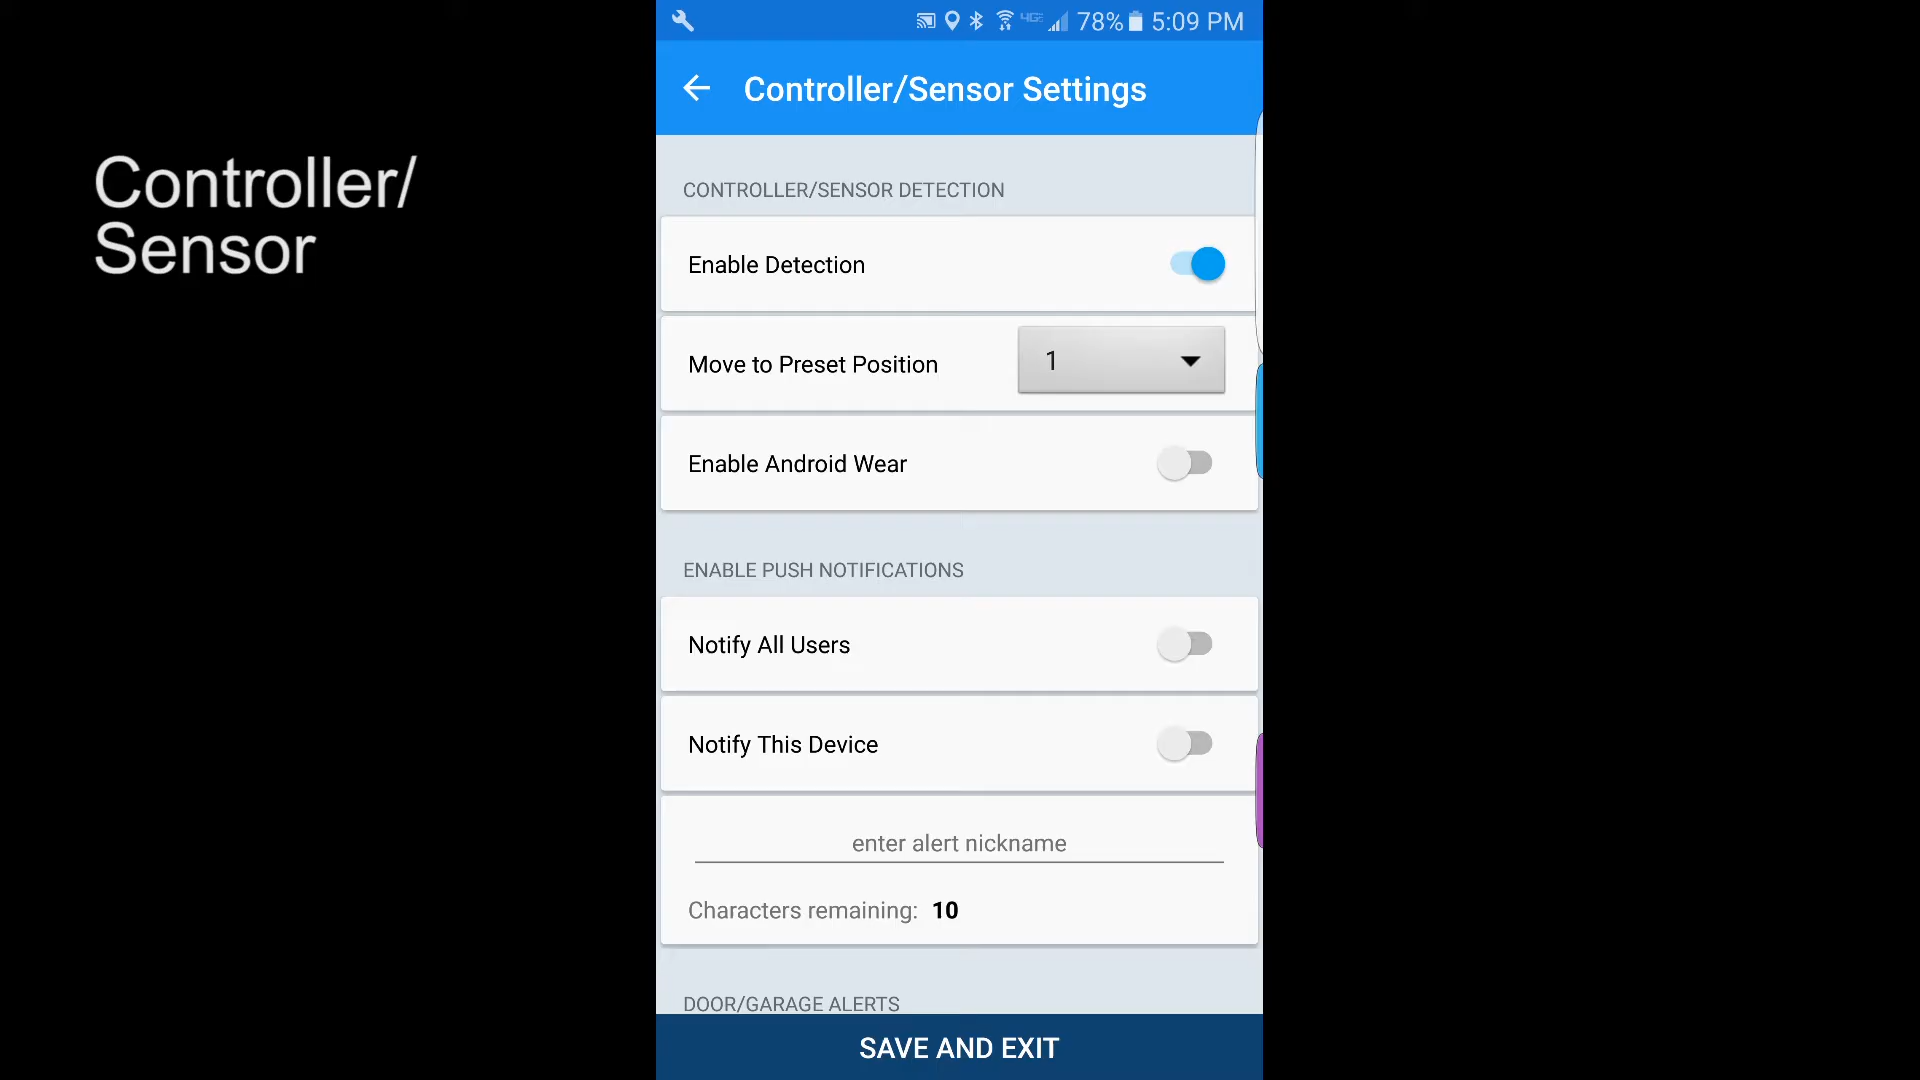 Controller/
Sensor
4G 78% 5:09 PM
Controller/Sensor Settings
CONTROLLER/SENSOR DETECTION
Enable Detection
Move to Preset Position 1
Enable Android Wear
ENABLE PUSH NOTIFICATIONS
Notify All Users
Notify This Device
enter alert nickname
Characters remaining: 10
DOOR/GARAGE ALERTS
SAVE AND EXIT